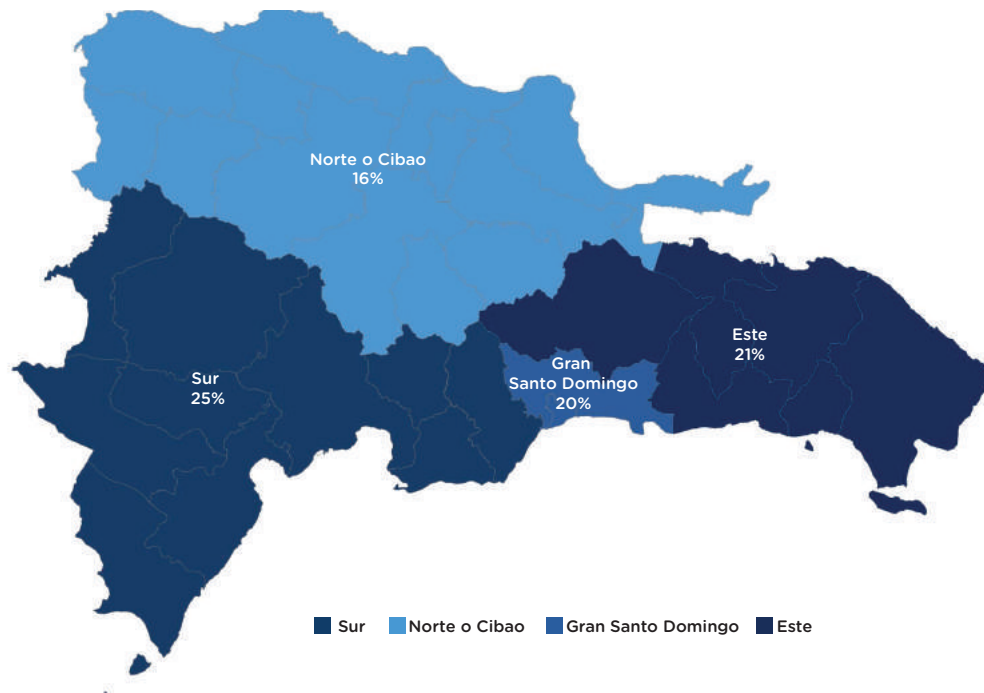 Norte o Cibao
16%
Este
21%
Gran
Santo Domingo
20%
Sur
25%
Sur
Norte o Cibao
Gran Santo Domingo
Este